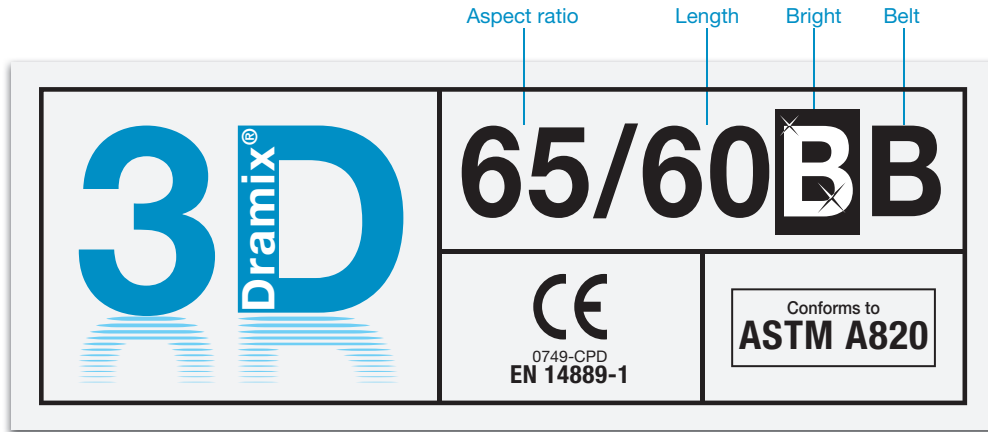 Aspect ratio Length Bright Belt
3D Dramix®
65/60BB
CE
0749-CPD
EN 14889-1
Conforms to
ASTM A820